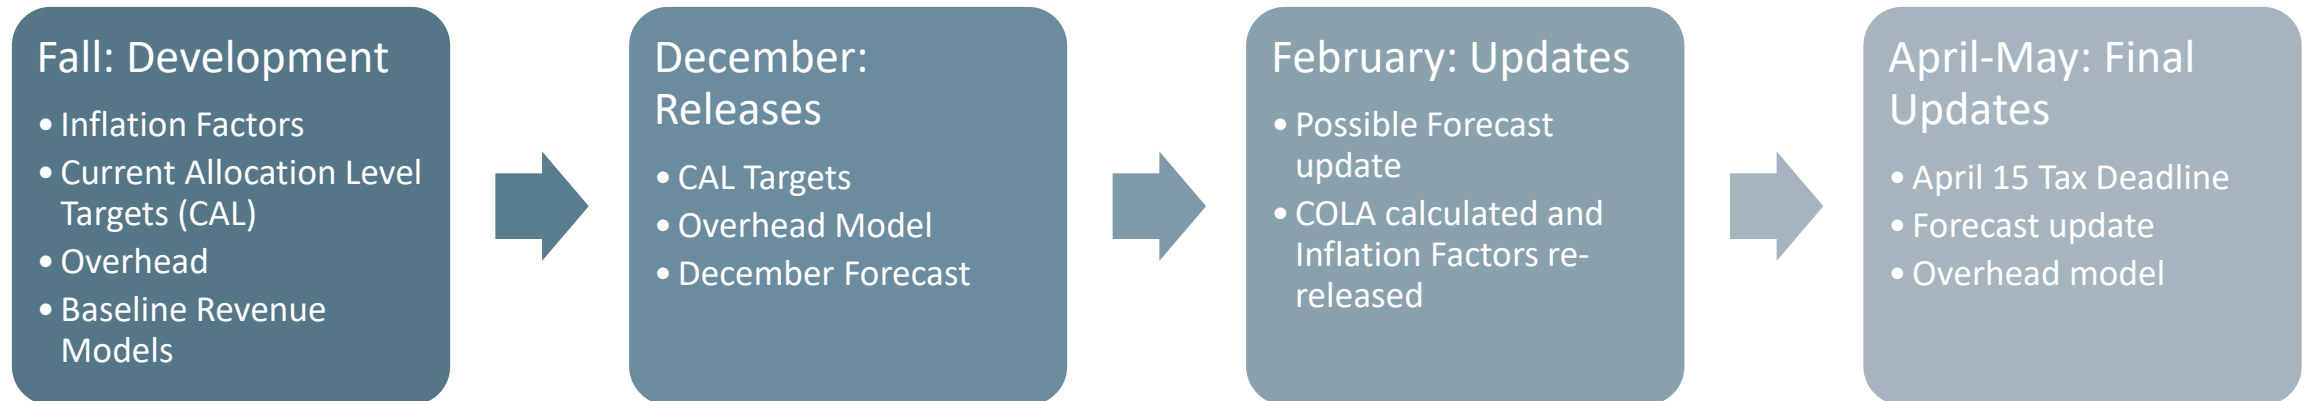 Fall: Development
• Inflation Factors
• Current Allocation Level
Targets (CAL)
• Overhead
• Baseline Revenue
Models
December:
Releases
• CAL Targets
• Overhead Model
• December Forecast
February: Updates
• Possible Forecast
update
• COLA calculated and
Inflation Factors re-
released
April-May: Final
Updates
• April 15 Tax Deadline
• Forecast update
• Overhead model